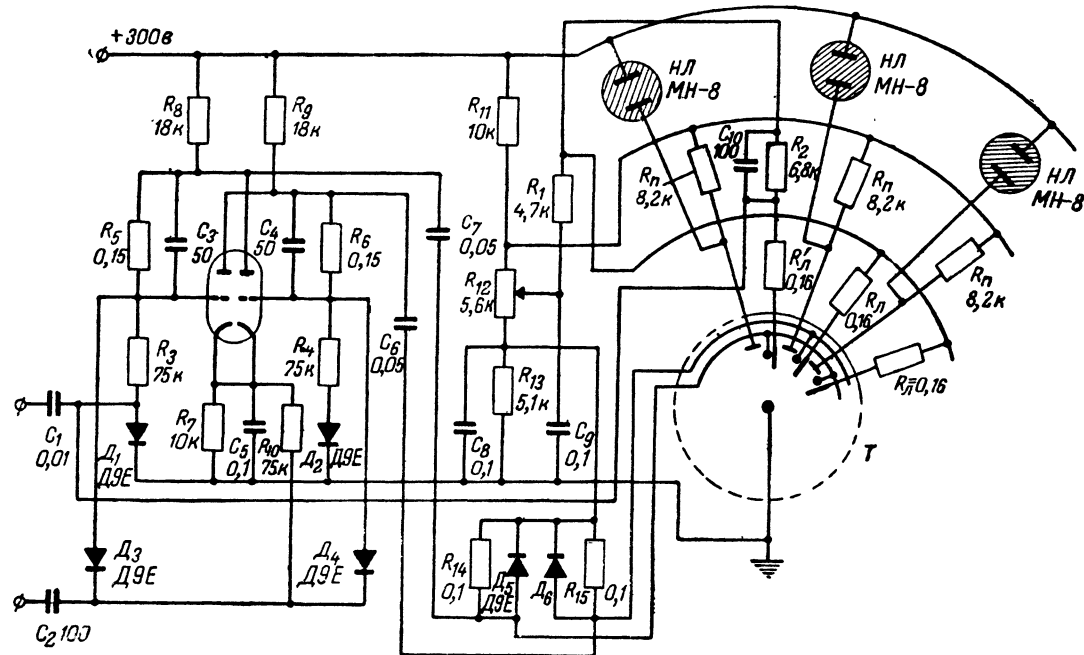 +300в
R8
18к
R9
18к
R11
10к
НЛ
МН-8
НЛ
МН-8
НЛ
МН-8
C10
100
R2
6,8к
R1
4,7к
Rп
8,2к
Rп
8,2к
Rп
8,2к
R5
0,15
C3
50
C4
50
R6
0,15
C7
0,05
R12
5,6к
R'л
0,16
Rл
0,16
Rл=0,16
R3
75к
R4
75к
C6
0,05
R13
5,1к
C1
0,01
Д1
Д9Е
R7
10к
C5
0,1
R10
75к
Д2
Д9Е
C8
0,1
C9
0,1
Т
Д3
Д9Е
Д4
Д9Е
R14
0,1
Д5
Д9Е
Д6
R15
0,1
C2 100